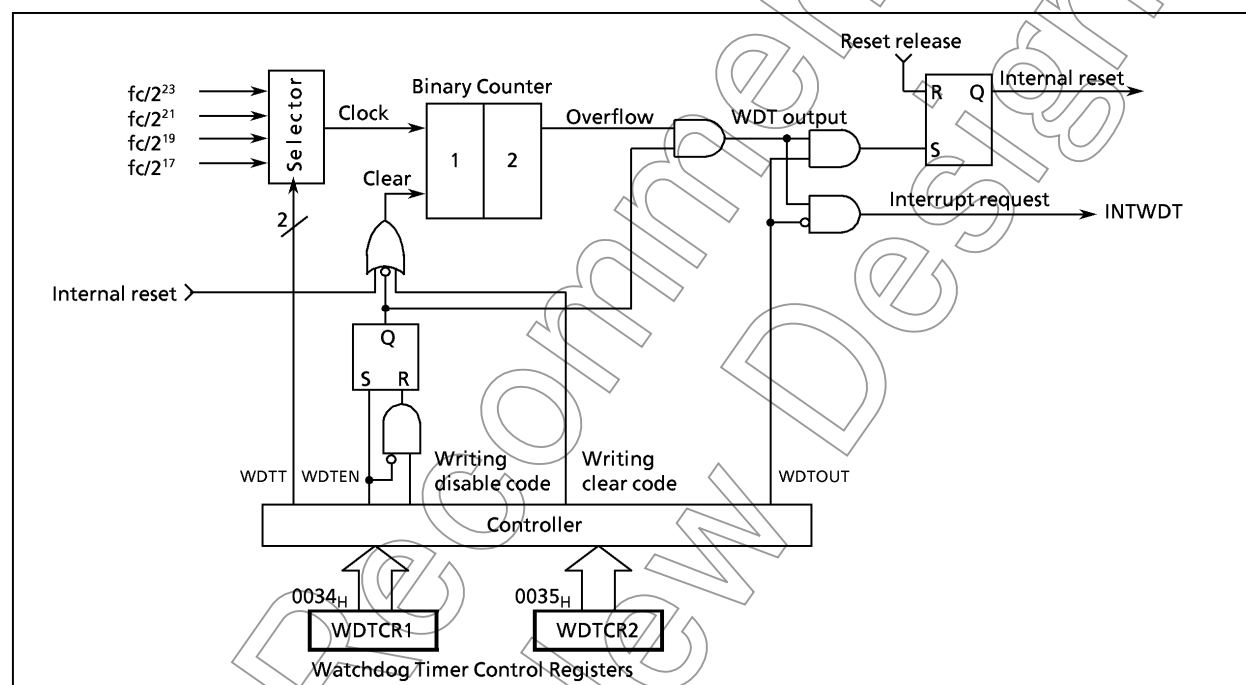 Reset release
Binary Counter
fc/2²³
fc/2²¹
fc/2¹⁹
fc/2¹⁷
Selector
Clock
1
2
Overflow
WDT output
R
Q
S
Internal reset
Clear
2
Interrupt request
INTWDT
Internal reset
Q
S
R
WDTT
WDTEN
Writing
disable code
Writing
clear code
WDTOUT
Controller
0034H
WDTCR1
0035H
WDTCR2
Watchdog Timer Control Registers